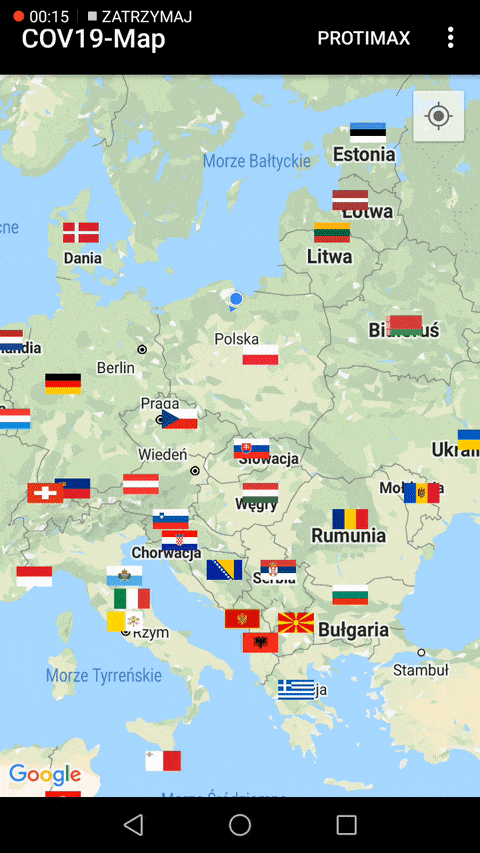 00:15 ZATRZYMAJ
COV19-Map
PROTIMAX
Estonia
Morze Bałtyckie
Łotwa
Litwa
Dania
Polska
Białoruś
Berlin
Praga
Wiedeń
Słowacja
Węgry
Rumunia
Chorwacja
Serbia
Bułgaria
Rzym
Stambuł
Morze Tyrreńskie
Google